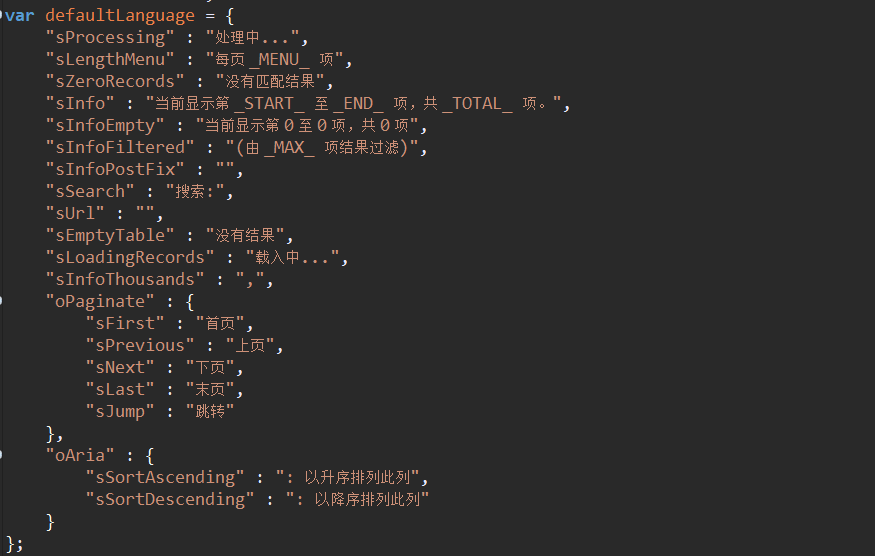 var defaultLanguage = {
    "sProcessing" : "处理中...",
    "sLengthMenu" : "每页 _MENU_ 项",
    "sZeroRecords" : "没有匹配结果",
    "sInfo" : "当前显示第 _START_ 至 _END_ 项，共 _TOTAL_ 项。",
    "sInfoEmpty" : "当前显示第 0 至 0 项，共 0 项",
    "sInfoFiltered" : "(由 _MAX_ 项结果过滤)",
    "sInfoPostFix" : "",
    "sSearch" : "搜索:",
    "sUrl" : "",
    "sEmptyTable" : "没有结果",
    "sLoadingRecords" : "载入中...",
    "sInfoThousands" : ",",
    "oPaginate" : {
        "sFirst" : "首页",
        "sPrevious" : "上页",
        "sNext" : "下页",
        "sLast" : "末页",
        "sJump" : "跳转"
    },
    "oAria" : {
        "sSortAscending" : ": 以升序排列此列",
        "sSortDescending" : ": 以降序排列此列"
    }
};